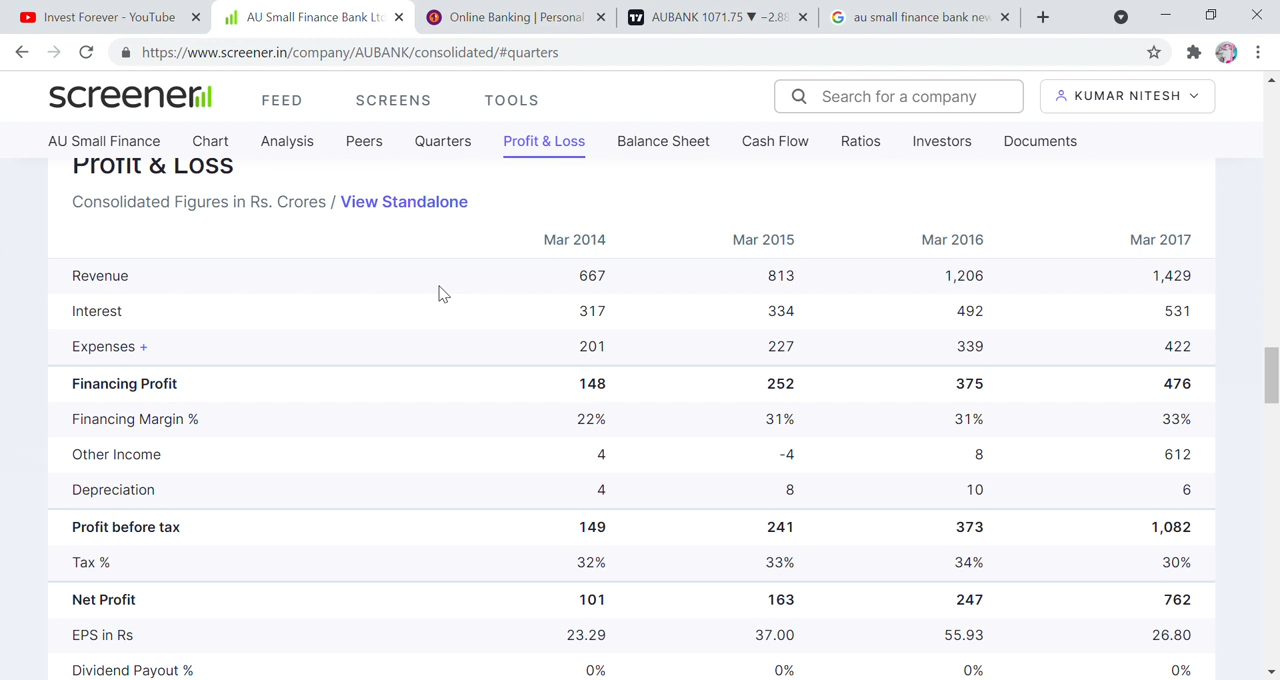 Invest Forever - YouTube
AU Small Finance Bank Ltd
Online Banking | Personal
AUBANK 1071.75 ▼ −2.88
au small finance bank new
https://www.screener.in/company/AUBANK/consolidated/#quarters
screener
FEED SCREENS TOOLS
Search for a company
KUMAR NITESH
AU Small Finance Chart Analysis Peers Quarters Profit & Loss Balance Sheet Cash Flow Ratios Investors Documents
Profit & Loss
Consolidated Figures in Rs. Crores / View Standalone
Mar 2014 Mar 2015 Mar 2016 Mar 2017
Revenue 667 813 1,206 1,429
Interest 317 334 492 531
Expenses + 201 227 339 422
Financing Profit 148 252 375 476
Financing Margin % 22% 31% 31% 33%
Other Income 4 -4 8 612
Depreciation 4 8 10 6
Profit before tax 149 241 373 1,082
Tax % 32% 33% 34% 30%
Net Profit 101 163 247 762
EPS in Rs 23.29 37.00 55.93 26.80
Dividend Payout % 0% 0% 0% 0%